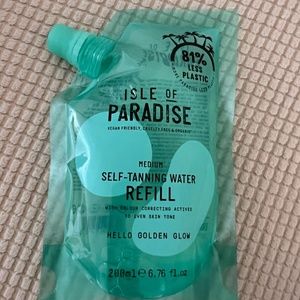 81%
LESS
PLASTIC
ISLE OF
PARADISE
VEGAN FRIENDLY, CRUELTY FREE & ORGANIC
MEDIUM
SELF-TANNING WATER
REFILL
WITH COLOUR CORRECTING ACTIVES
TO EVEN SKIN TONE
HELLO GOLDEN GLOW
200ml ℮ 6.76 fl.oz